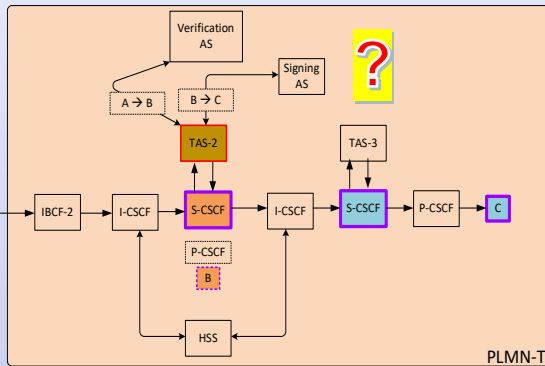 Verification
AS
Signing
AS
?
A → B
B → C
TAS-2
TAS-3
IBCF-2
I-CSCF
S-CSCF
I-CSCF
S-CSCF
P-CSCF
C
P-CSCF
B
HSS
PLMN-T